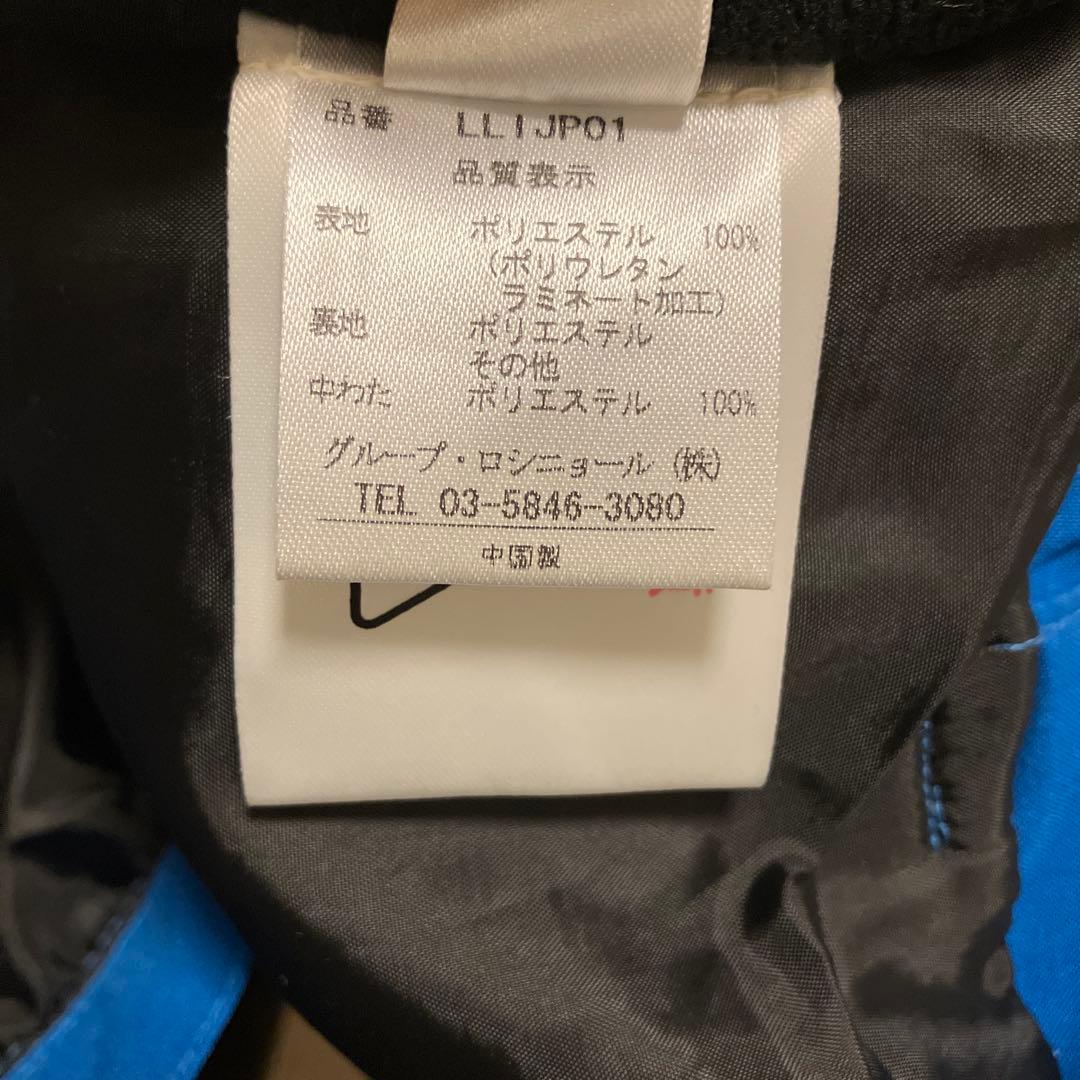 品番 LLIJP01
品質表示
表地 ポリエステル 100%
(ポリウレタン
ラミネート加工)
裏地 ポリエステル
その他
中わた ポリエステル 100%
グループ・ロシニョール(株)
TEL 03-5846-3080
中国製